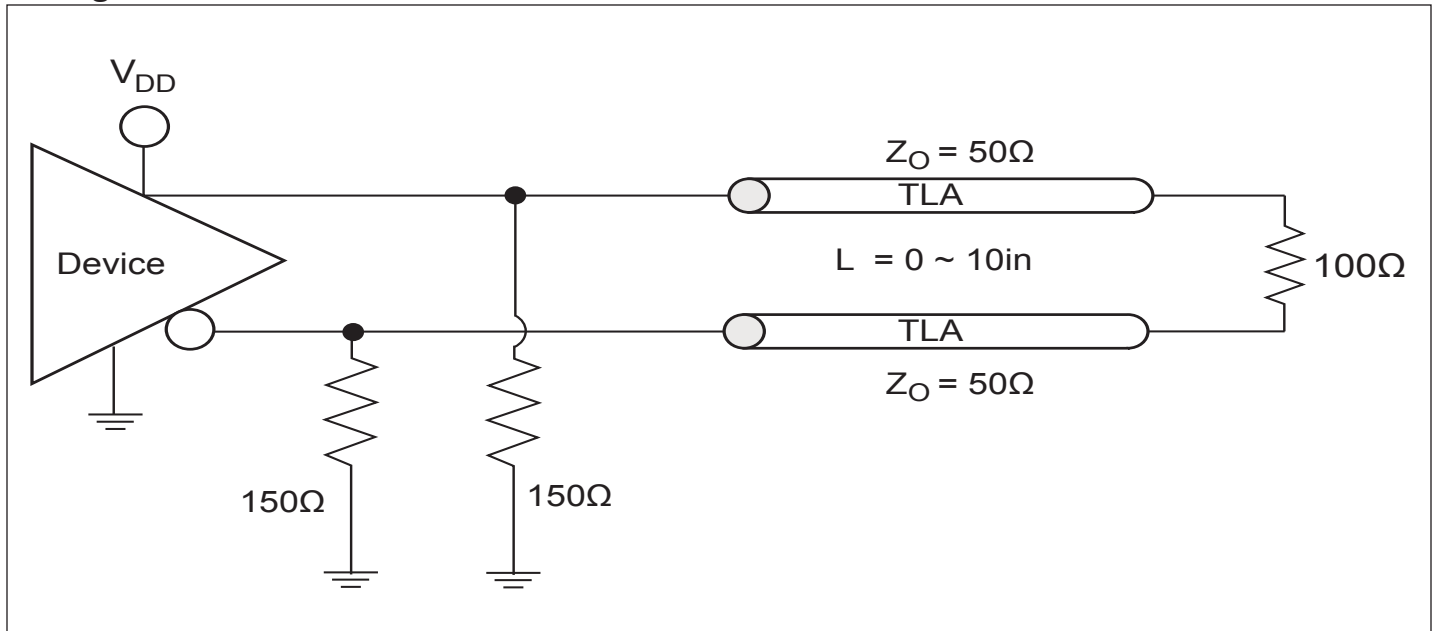 V_DD
Z_O = 50Ω
TLA
Device
L = 0 ~ 10in
100Ω
TLA
Z_O = 50Ω
150Ω
150Ω